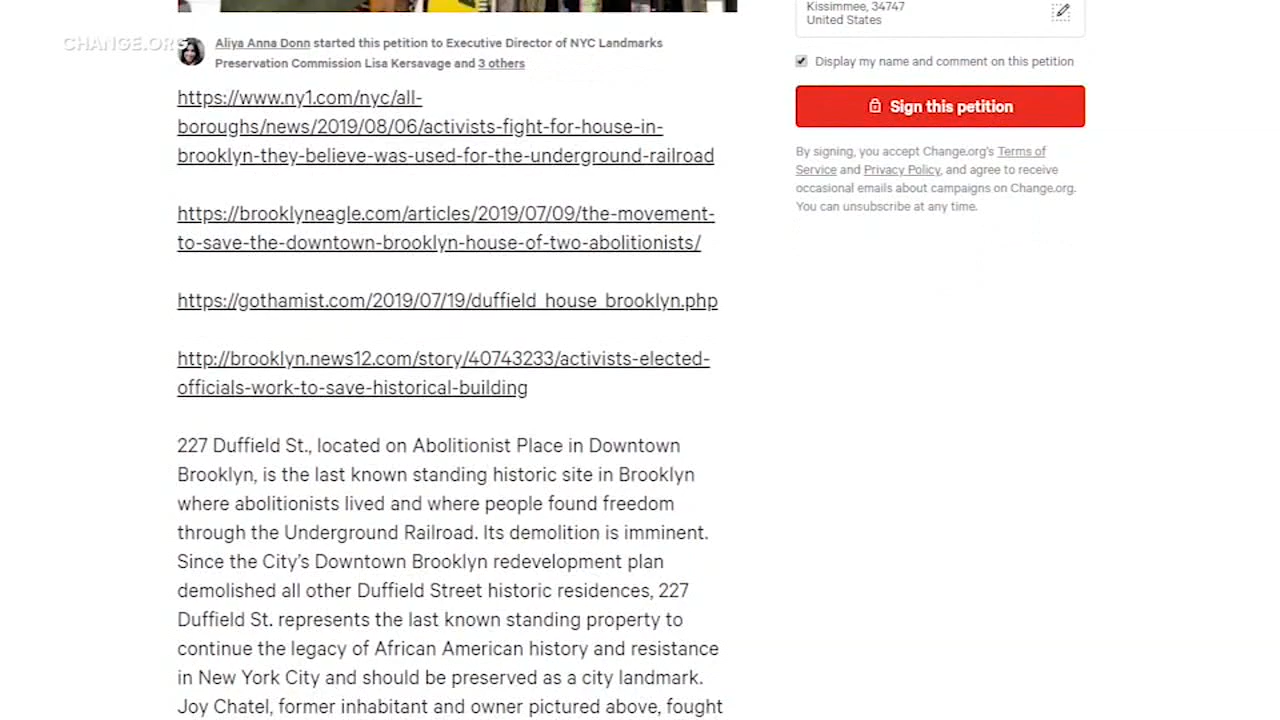 CHANGE.ORG
Aliya Anna Donn started this petition to Executive Director of NYC Landmarks
Preservation Commission Lisa Kersavage and 3 others
https://www.ny1.com/nyc/all-
boroughs/news/2019/08/06/activists-fight-for-house-in-
brooklyn-they-believe-was-used-for-the-underground-railroad
https://brooklyneagle.com/articles/2019/07/09/the-movement-
to-save-the-downtown-brooklyn-house-of-two-abolitionists/
https://gothamist.com/2019/07/19/duffield_house_brooklyn.php
http://brooklyn.news12.com/story/40743233/activists-elected-
officials-work-to-save-historical-building
227 Duffield St., located on Abolitionist Place in Downtown
Brooklyn, is the last known standing historic site in Brooklyn
where abolitionists lived and where people found freedom
through the Underground Railroad. Its demolition is imminent.
Since the City's Downtown Brooklyn redevelopment plan
demolished all other Duffield Street historic residences, 227
Duffield St. represents the last known standing property to
continue the legacy of African American history and resistance
in New York City and should be preserved as a city landmark.
Joy Chatel, former inhabitant and owner pictured above, fought
Kissimmee, 34747
United States
Display my name and comment on this petition
Sign this petition
By signing, you accept Change.org's Terms of
Service and Privacy Policy, and agree to receive
occasional emails about campaigns on Change.org.
You can unsubscribe at any time.